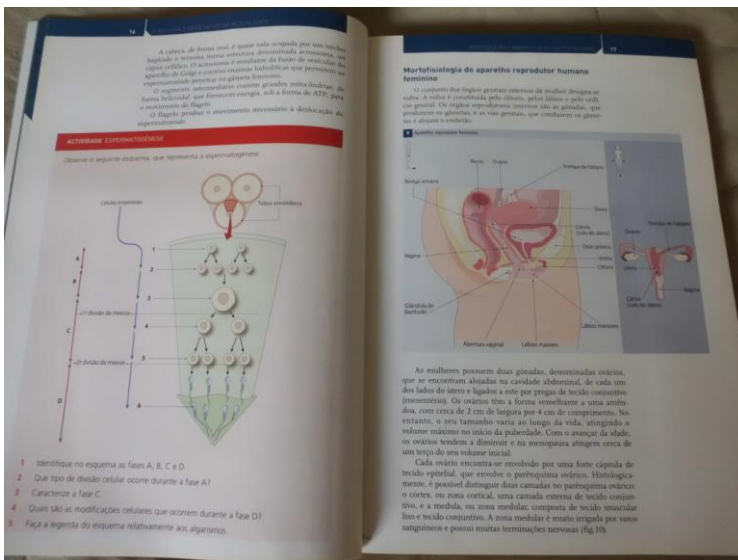 16
A cabeça, de forma oval, é quase toda ocupada por um núcleo
haploide e termina numa estrutura denominada acrossoma, ou
capuz cefálico. O acrossoma é resultante da fusão de vesículas do
aparelho de Golgi e contém enzimas hidrolíticas que permitem ao
espermatozoide penetrar no gâmeta feminino.
O segmento intermediário contém grandes mitocôndrias, de
forma helicoidal, que fornecem energia, sob a forma de ATP, para
o movimento do flagelo.
O flagelo produz o movimento necessário à deslocação do
espermatozoide.
ACTIVIDADE ESPERMATOGÉNESE
Observe o seguinte esquema, que representa a espermatogénese.
Células
Tubos seminíferos
1
A
2
B
3
1ª divisão da meiose
4
C
2ª divisão da meiose
5
D
6
1 Identifique no esquema as fases A, B, C e D.
2 Que tipo de divisão celular ocorre durante a fase A?
3 Caracterize a fase C.
4 Quais são as modificações celulares que ocorrem durante a fase D?
5 Faça a legenda do esquema relativamente aos algarismos.
17
Morfofisiologia do aparelho reprodutor humano
feminino
O conjunto dos órgãos genitais externos da mulher designa-se
vulva. A vulva é constituída pelo clitóris, pelos lábios e pelo orifí-
cio genital. Os órgãos reprodutores internos são as gónadas, que
produzem os gâmetas, e as vias genitais, que conduzem os gâme-
tas e alojam o embrião.
9 Aparelho reprodutor feminino.
Recto
Ovário
Trompa de Falópio
Bexiga urinária
Útero
Cérvix
(colo do útero)
Osso púbico
Uretra
Clitóris
Vagina
Glândula de
Bartholin
Lábios menores
Abertura vaginal
Lábios maiores
Trompa de Falópio
Ovário
Útero
Cérvix
(colo do útero)
Vagina
As mulheres possuem duas gónadas, denominadas ovários,
que se encontram alojadas na cavidade abdominal, de cada um
dos lados do útero e ligados a este por pregas de tecido conjuntivo
(mesentério). Os ovários têm a forma semelhante a uma amên-
doa, com cerca de 2 cm de largura por 4 cm de comprimento. No
entanto, o seu tamanho varia ao longo da vida, atingindo o
volume máximo no início da puberdade. Com o avançar da idade,
os ovários tendem a diminuir e na menopausa atingem cerca de
um terço do seu volume inicial.
Cada ovário encontra-se envolvido por uma forte cápsula de
tecido epitelial, que envolve o parênquima ovárico. Histologica-
mente, é possível distinguir duas camadas no parênquima ovárico:
o córtex, ou zona cortical, uma camada externa de tecido conjun-
tivo, e a medula, ou zona medular, composta de tecido muscular
liso e tecido conjuntivo. A zona medular é muito irrigada por vasos
sanguíneos e possui muitas terminações nervosas (fig.10).